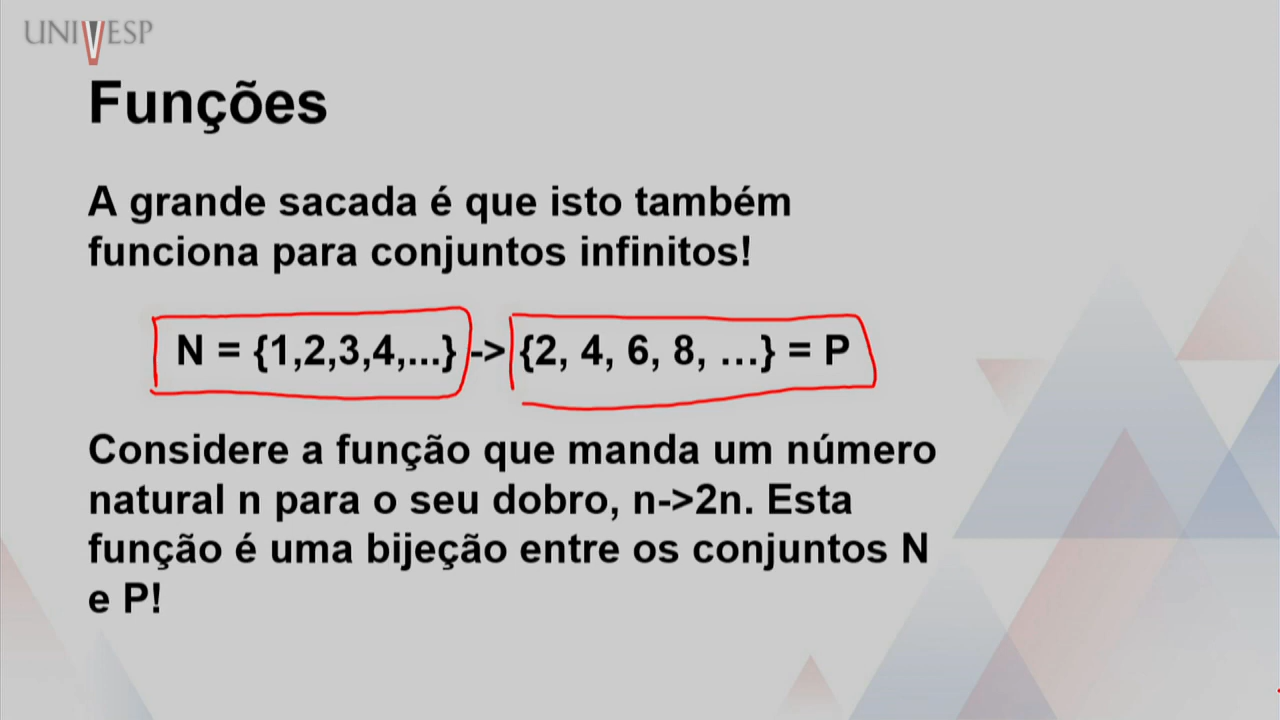 UNIVESP
Funções
A grande sacada é que isto também
funciona para conjuntos infinitos!
N = {1,2,3,4,...} -> {2, 4, 6, 8, ...} = P
Considere a função que manda um número
natural n para o seu dobro, n->2n. Esta
função é uma bijeção entre os conjuntos N
e P!